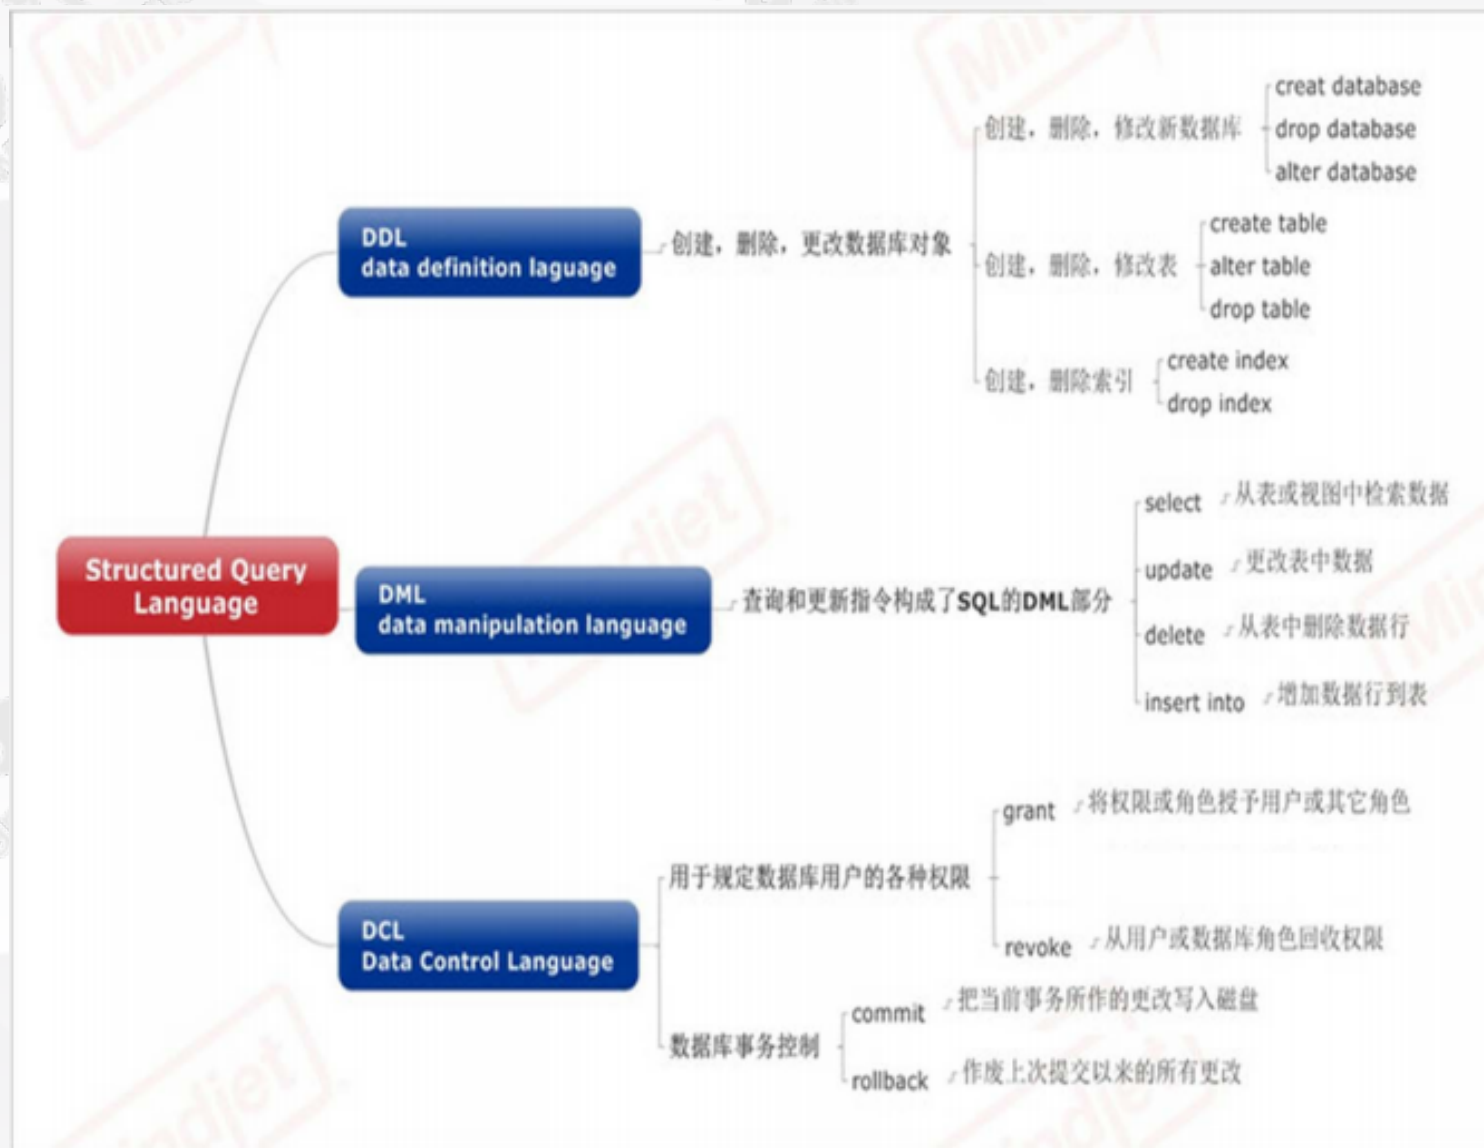 Structured Query
Language
DDL
data definition laguage
创建，删除，更改数据库对象
创建，删除，修改新数据库
creat database
drop database
alter database
创建，删除，修改表
create table
alter table
drop table
创建，删除索引
create index
drop index
DML
data manipulation language
查询和更新指令构成了SQL的DML部分
select
从表或视图中检索数据
update
更改表中数据
delete
从表中删除数据行
insert into
增加数据行到表
DCL
Data Control Language
用于规定数据库用户的各种权限
grant
将权限或角色授予用户或其它角色
revoke
从用户或数据库角色回收权限
数据库事务控制
commit
把当前事务所作的更改写入磁盘
rollback
作废上次提交以来的所有更改
Mindjet